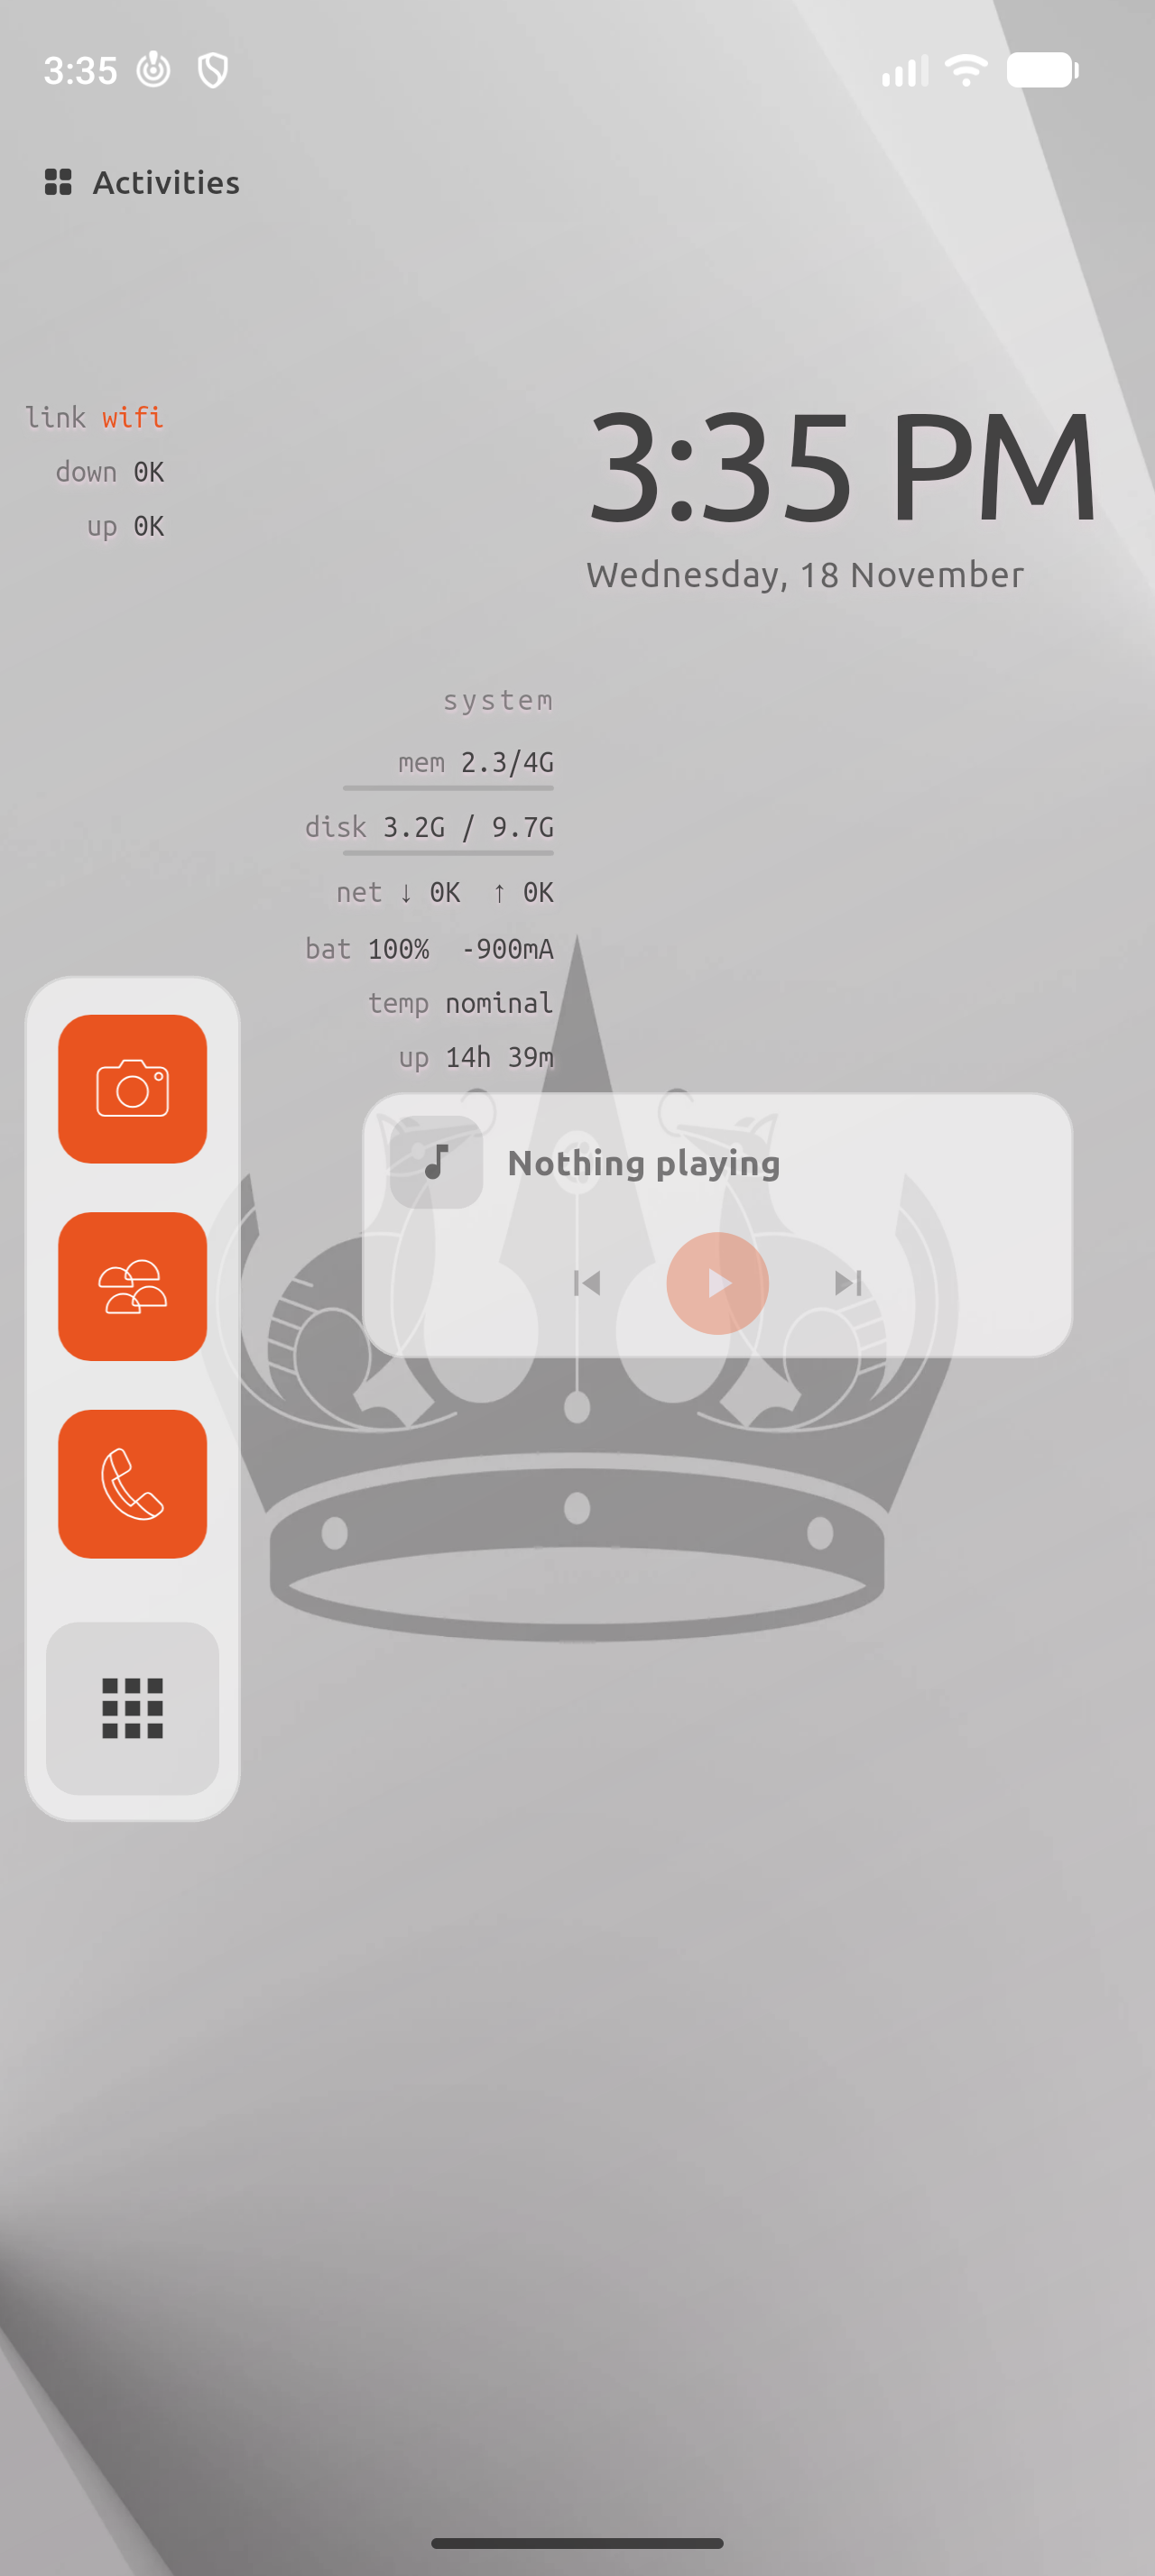 3:35
Activities
link wifi
down 0K
up 0K
3:35 PM
Wednesday, 18 November
system
mem 2.3/4G
disk 3.2G / 9.7G
net ↓ 0K ↑ 0K
bat 100% -900mA
temp nominal
up 14h 39m
Nothing playing